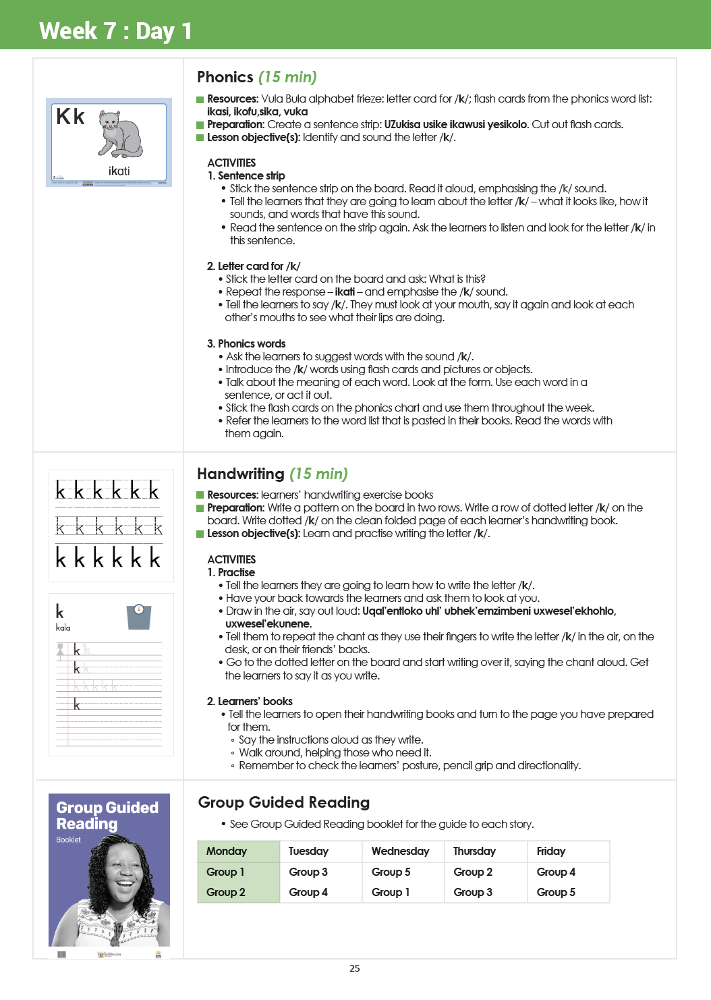 Week 7 : Day 1
Kk
ikati
Phonics (15 min)
Resources: Vula Bula alphabet frieze: letter card for /k/; flash cards from the phonics word list:
ikasi, ikofu,sika, vuka
Preparation: Create a sentence strip: UZukisa usike ikawusi yesikolo. Cut out flash cards.
Lesson objective(s): Identify and sound the letter /k/.
ACTIVITIES
1. Sentence strip
• Stick the sentence strip on the board. Read it aloud, emphasising the /k/ sound.
• Tell the learners that they are going to learn about the letter /k/ – what it looks like, how it
sounds, and words that have this sound.
• Read the sentence on the strip again. Ask the learners to listen and look for the letter /k/ in
this sentence.
2. Letter card for /k/
• Stick the letter card on the board and ask: What is this?
• Repeat the response – ikati – and emphasise the /k/ sound.
• Tell the learners to say /k/. They must look at your mouth, say it again and look at each
other's mouths to see what their lips are doing.
3. Phonics words
• Ask the learners to suggest words with the sound /k/.
• Introduce the /k/ words using flash cards and pictures or objects.
• Talk about the meaning of each word. Look at the form. Use each word in a
sentence, or act it out.
• Stick the flash cards on the phonics chart and use them throughout the week.
• Refer the learners to the word list that is pasted in their books. Read the words with
them again.
k k k k k k
k k k k k k
k k k k k k
k
kala
k k
k k
k k k k k
k
Handwriting (15 min)
Resources: learners' handwriting exercise books
Preparation: Write a pattern on the board in two rows. Write a row of dotted letter /k/ on the
board. Write dotted /k/ on the clean folded page of each learner's handwriting book.
Lesson objective(s): Learn and practise writing the letter /k/.
ACTIVITIES
1. Practise
• Tell the learners they are going to learn how to write the letter /k/.
• Have your back towards the learners and ask them to look at you.
• Draw in the air, say out loud: Uqal'entloko uhl' ubhek'emzimbeni uxwesel'ekhohlo,
uxwesel'ekunene.
• Tell them to repeat the chant as they use their fingers to write the letter /k/ in the air, on the
desk, or on their friends' backs.
• Go to the dotted letter on the board and start writing over it, saying the chant aloud. Get
the learners to say it as you write.
2. Learners' books
• Tell the learners to open their handwriting books and turn to the page you have prepared
for them.
◦ Say the instructions aloud as they write.
◦ Walk around, helping those who need it.
◦ Remember to check the learners' posture, pencil grip and directionality.
Group Guided
Reading
Booklet
Group Guided Reading
• See Group Guided Reading booklet for the guide to each story.
Monday Tuesday Wednesday Thursday Friday
Group 1 Group 3 Group 5 Group 2 Group 4
Group 2 Group 4 Group 1 Group 3 Group 5
25